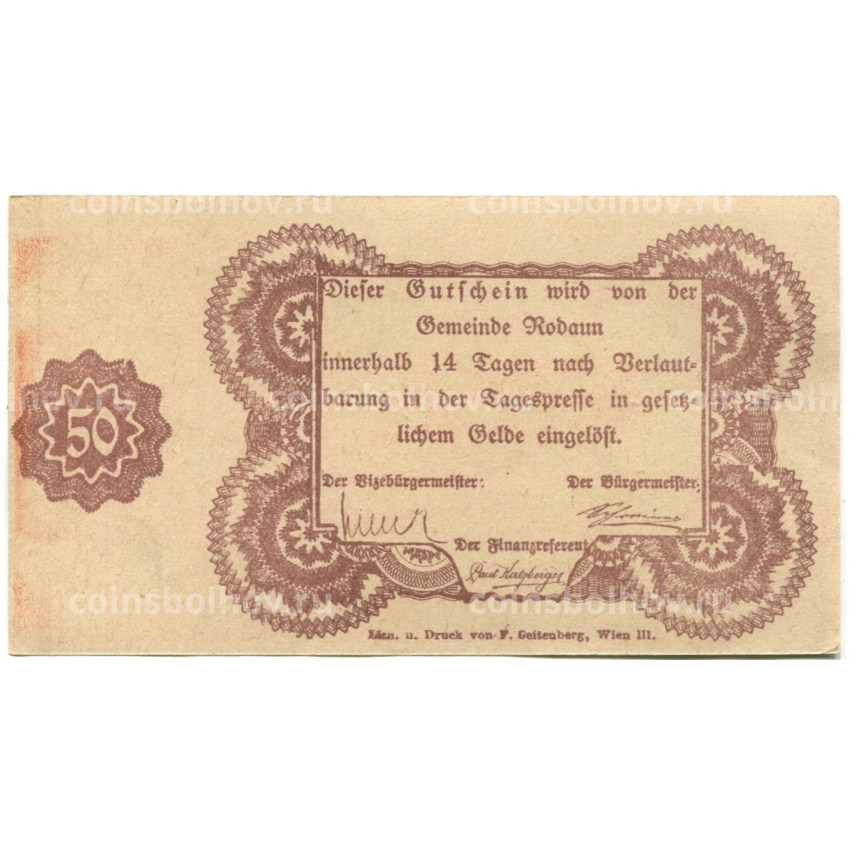 coinsbolhov.ru coinsbolhov.ru
Dieser Gutschein wird von der
Gemeinde Rodaun
innerhalb 14 Tagen nach Verlaut-
barung in der Tagespresse in gesetz-
lichem Gelde eingelöst.
50
Der Vizebürgermeister: Der Bürgermeister:
Der Finanzreferent
Paul Katzberger
coinsbolhov.ru coinsbolhov.ru
u. Druck von F. Seitenberg, Wien III.